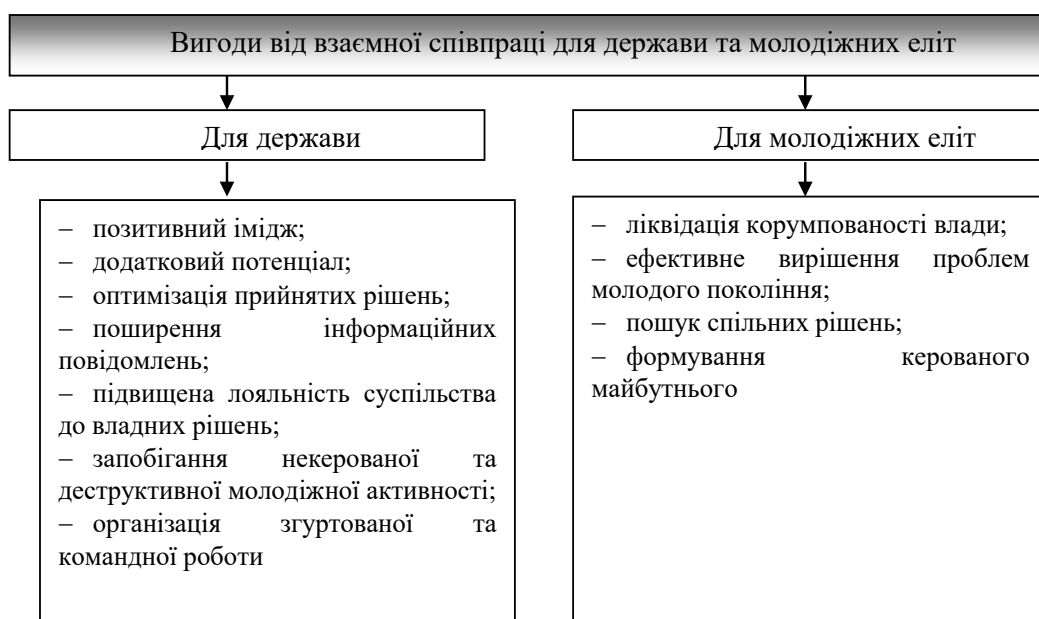 Вигоди від взаємної співпраці для держави та молодіжних еліт
Для держави
− позитивний імідж;
− додатковий потенціал;
− оптимізація прийнятих рішень;
− поширення інформаційних
повідомлень;
− підвищена лояльність суспільства
до владних рішень;
− запобігання некерованої та
деструктивної молодіжної активності;
− організація згуртованої та
командної роботи
Для молодіжних еліт
− ліквідація корумпованості влади;
− ефективне вирішення проблем
молодого покоління;
− пошук спільних рішень;
− формування керованого
майбутнього